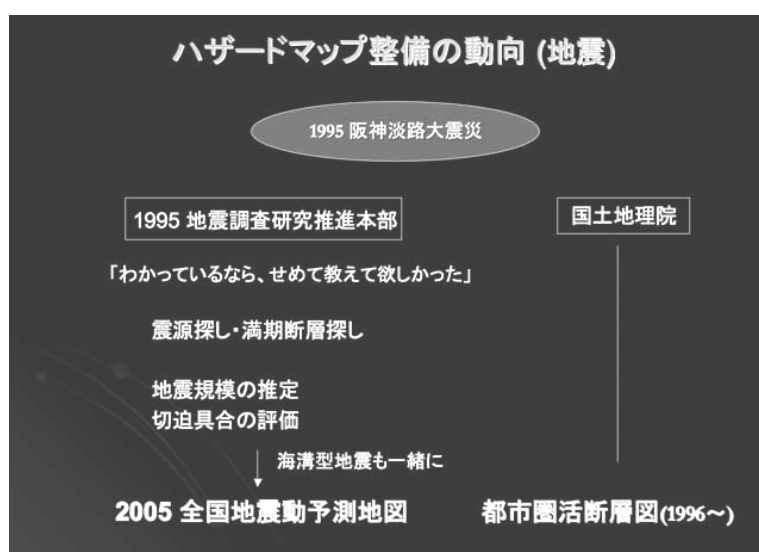 ハザードマップ整備の動向 (地震)
1995 阪神淡路大震災
1995 地震調査研究推進本部
国土地理院
「わかっているなら、せめて教えて欲しかった」
震源探し・満期断層探し
地震規模の推定
切迫具合の評価
海溝型地震も一緒に
2005 全国地震動予測地図
都市圏活断層図(1996～)